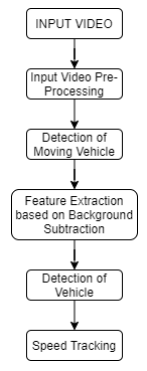 INPUT VIDEO
Input Video Pre-
Processing
Detection of
Moving Vehicle
Feature Extraction
based on Background
Subtraction
Detection of
Vehicle
Speed Tracking